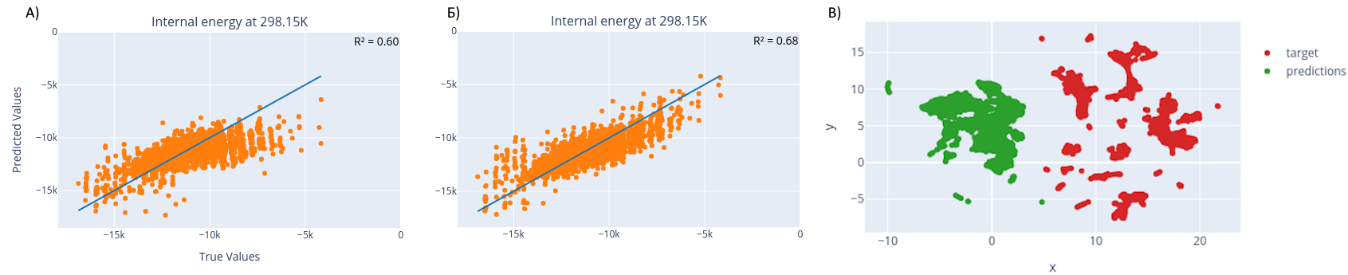 А)
Internal energy at 298.15K
R² = 0.60
0
−5k
−10k
−15k
Predicted Values
−15k
−10k
−5k
0
True Values
Б)
Internal energy at 298.15K
R² = 0.68
0
−5k
−10k
−15k
−15k
−10k
−5k
0
В)
15
10
5
0
−5
y
−10
0
10
20
x
target
predictions